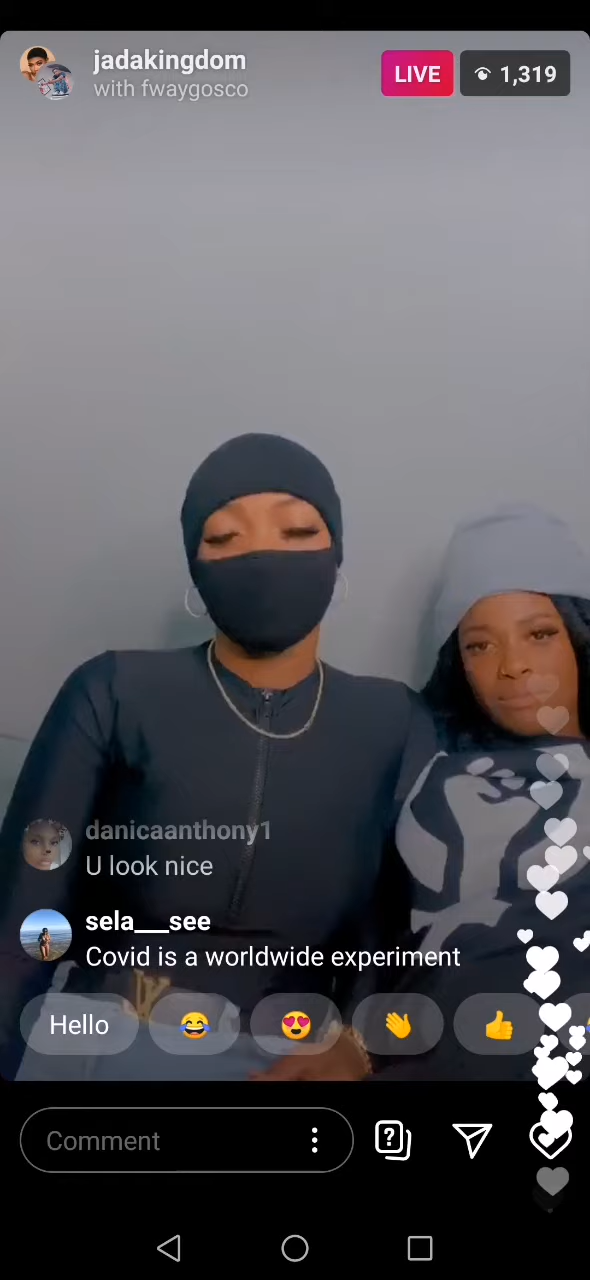 jadakingdom
with fwaygosco
LIVE
1,319
danicaanthony1
U look nice
sela___see
Covid is a worldwide experiment
Hello
Comment